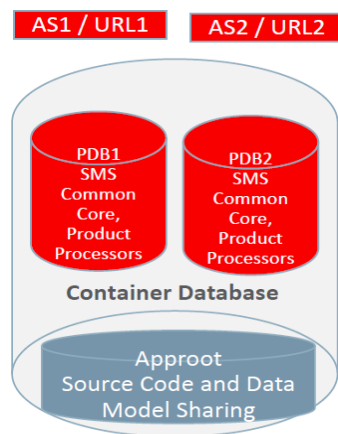 AS1 / URL1
AS2 / URL2
PDB1
SMS
Common
Core,
Product
Processors
PDB2
SMS
Common
Core,
Product
Processors
Container Database
Approot
Source Code and Data
Model Sharing